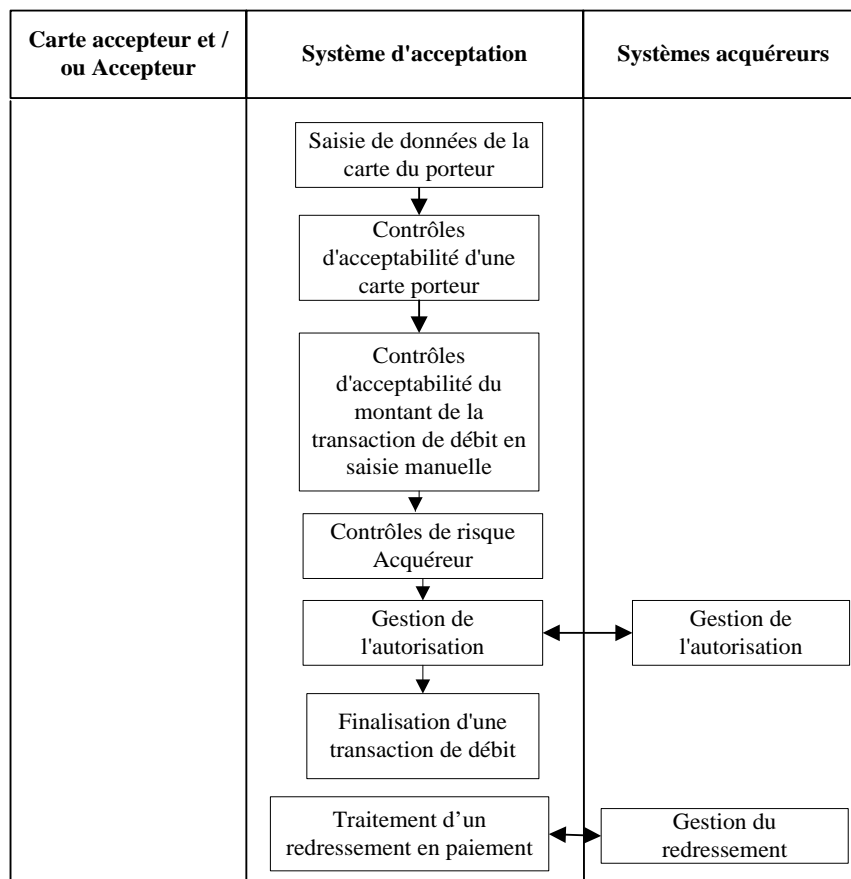 Carte accepteur et /
ou Accepteur
Système d'acceptation
Systèmes acquéreurs
Saisie de données de la
carte du porteur
Contrôles
d'acceptabilité d'une
carte porteur
Contrôles
d'acceptabilité du
montant de la
transaction de débit en
saisie manuelle
Contrôles de risque
Acquéreur
Gestion de
l'autorisation
Gestion de
l'autorisation
Finalisation d'une
transaction de débit
Traitement d’un
redressement en paiement
Gestion du
redressement